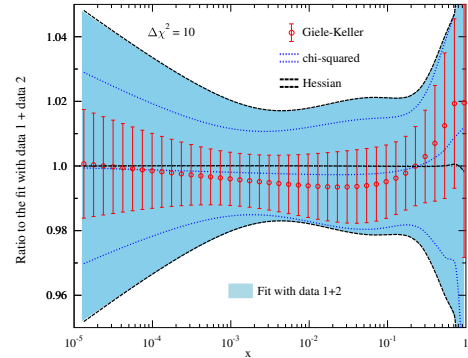 Δχ² = 10
Giele-Keller
chi-squared
Hessian
Fit with data 1+2
Ratio to the fit with data 1 + data 2
1.04
1.02
1.00
0.98
0.96
10⁻⁵
10⁻⁴
10⁻³
10⁻²
10⁻¹
1
x